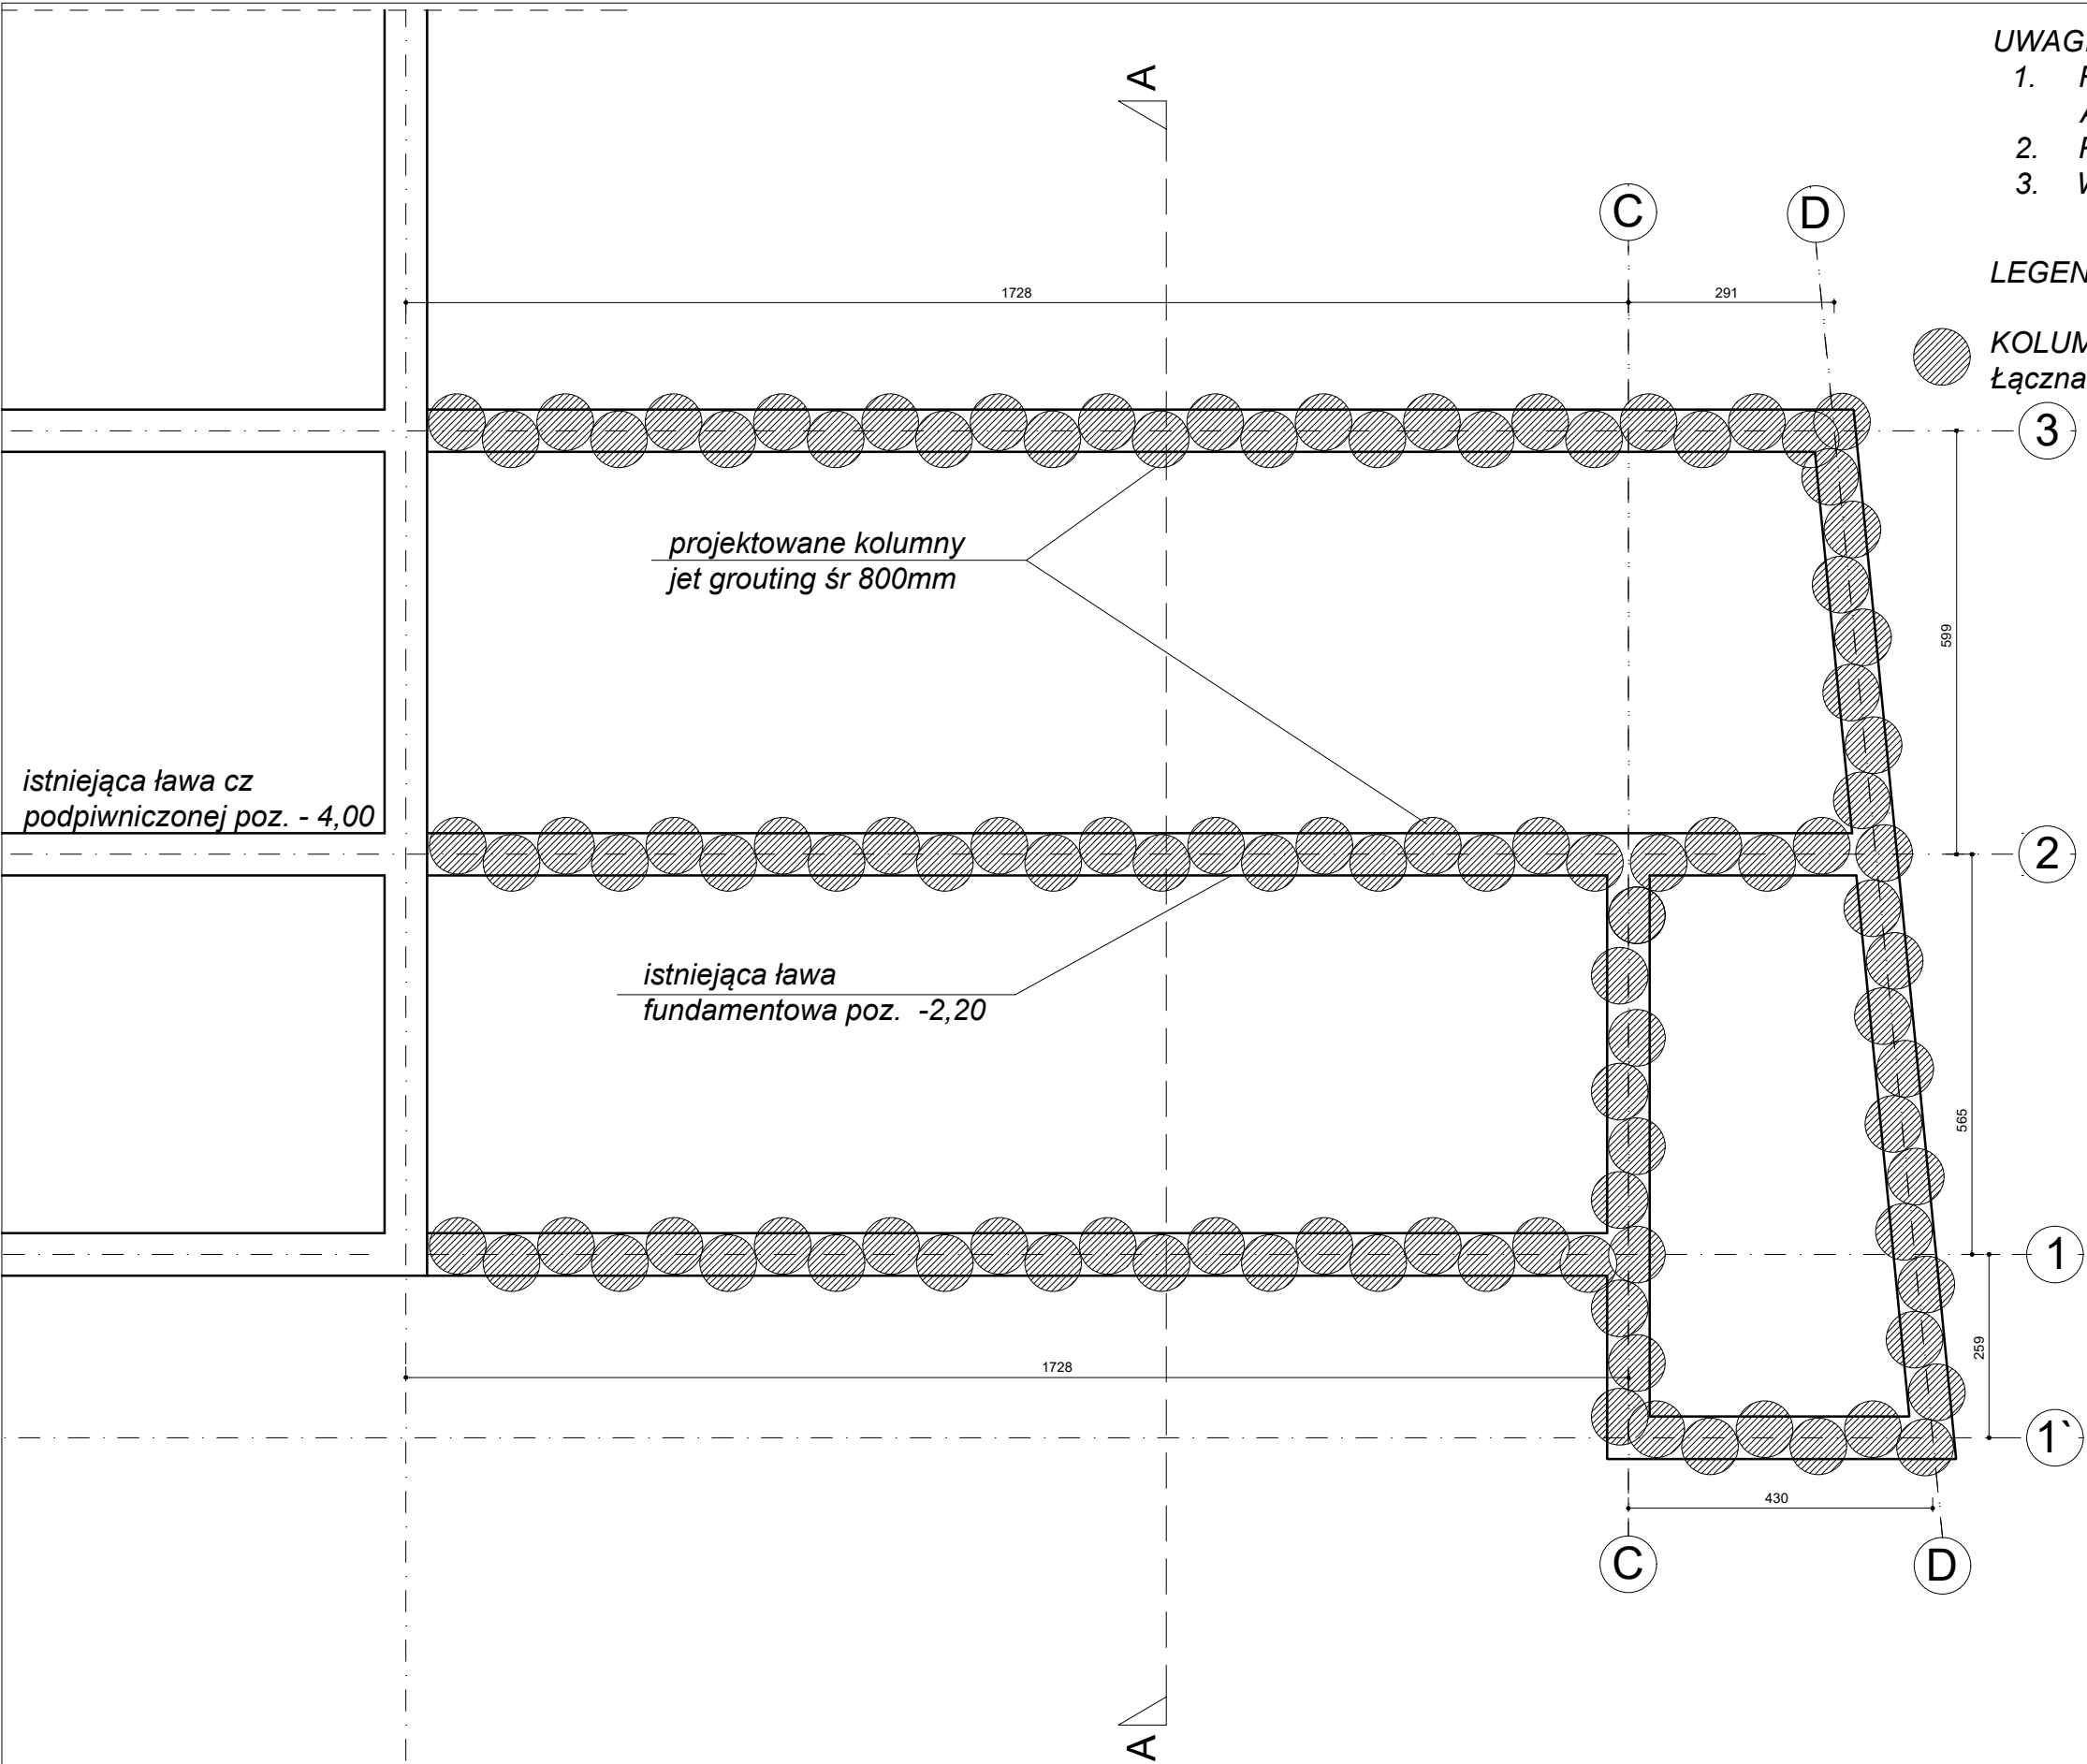 UWAGI
1.
2.
3.
LEGEN
KOLUM
Łączna
A
C
D
1728
291
3
projektowane kolumny
jet grouting śr 800mm
599
istniejąca ława cz
podpiwniczonej poz. - 4,00
2
istniejąca ława
fundamentowa poz. -2,20
565
1
259
1728
1`
430
C
D
A